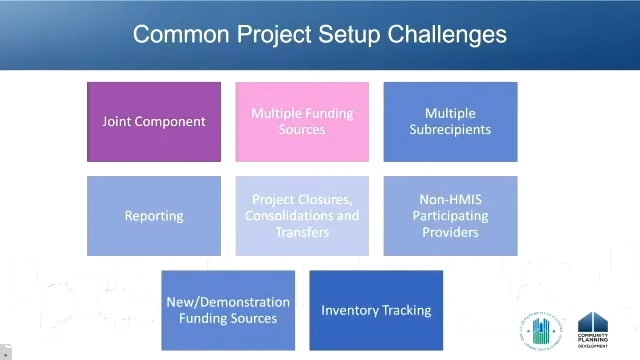 Common Project Setup Challenges
Joint Component
Multiple Funding
Sources
Multiple
Subrecipients
Reporting
Project Closures,
Consolidations and
Transfers
Non-HMIS
Participating
Providers
New/Demonstration
Funding Sources
Inventory Tracking
COMMUNITY
PLANNING
DEVELOPMENT